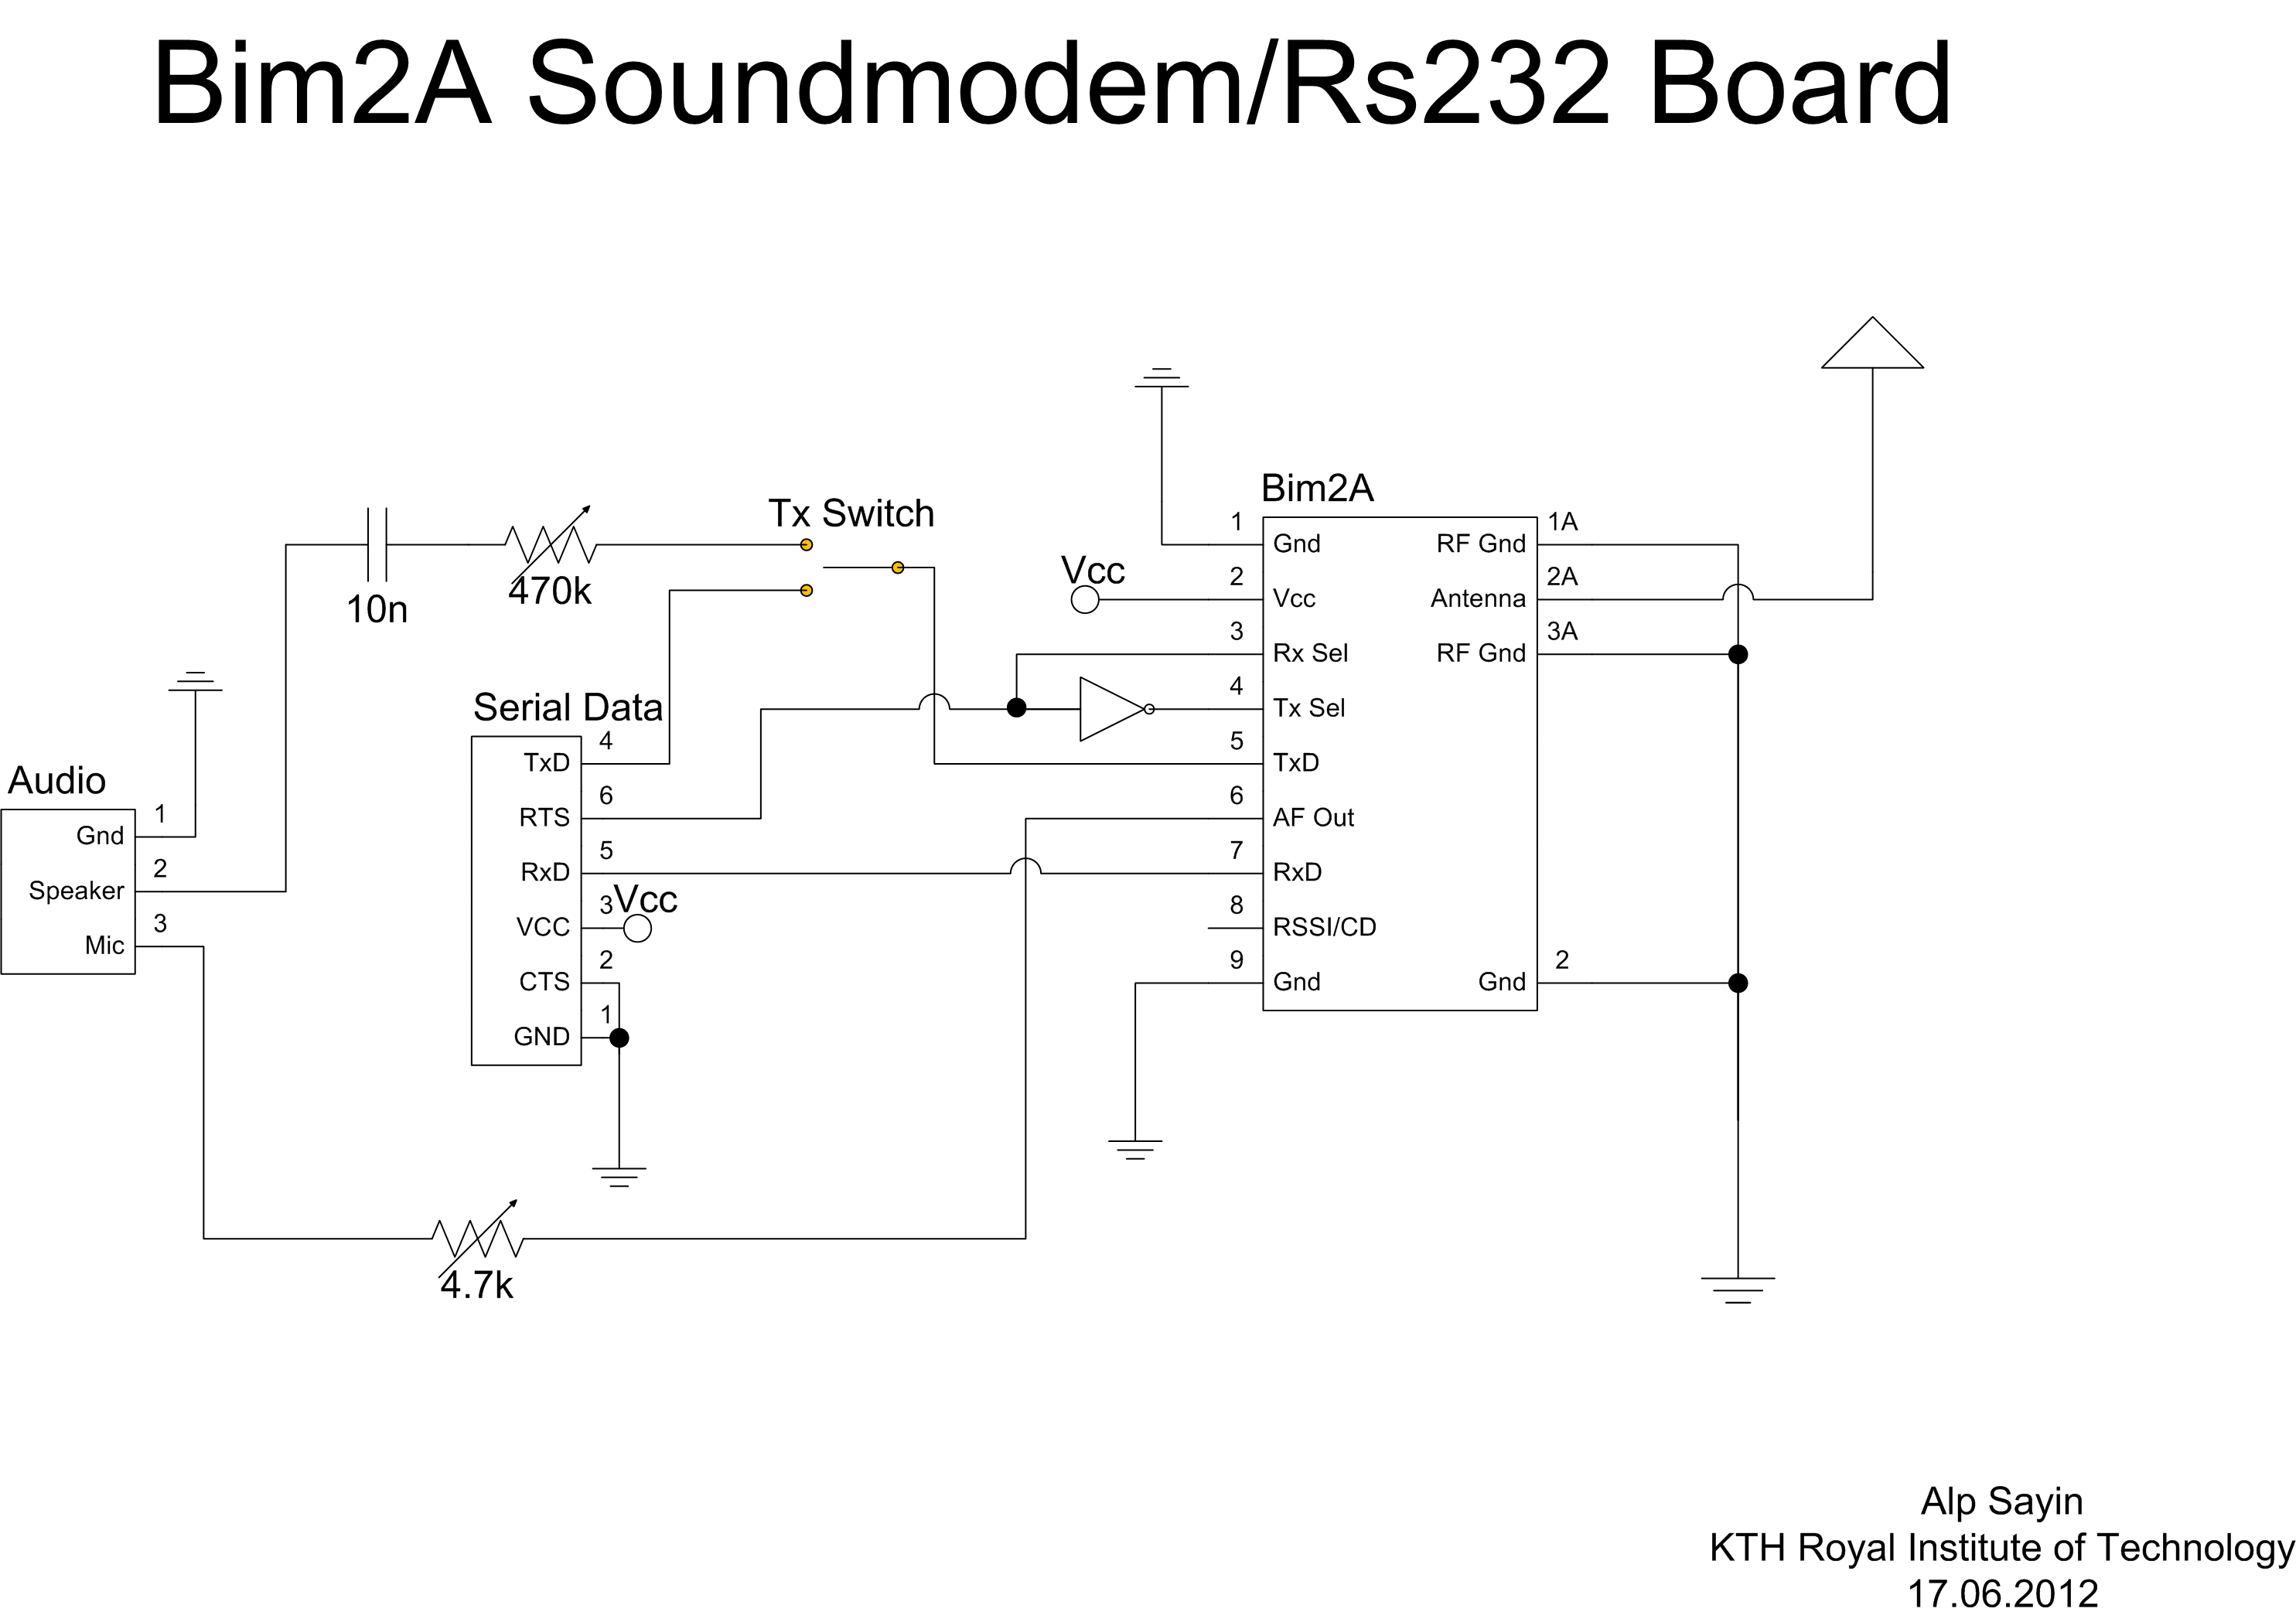 Bim2A Soundmodem/Rs232 Board
Tx Switch
10n
470k
Audio
Gnd
1
Speaker
2
Mic
3
Serial Data
TxD
4
RTS
6
RxD
5
VCC
3
Vcc
CTS
2
GND
1
4.7k
Vcc
Bim2A
1
Gnd
2
Vcc
3
Rx Sel
4
Tx Sel
5
TxD
6
AF Out
7
RxD
8
RSSI/CD
9
Gnd
RF Gnd
1A
Antenna
2A
RF Gnd
3A
Gnd
2
Alp Sayin
KTH Royal Institute of Technology
17.06.2012